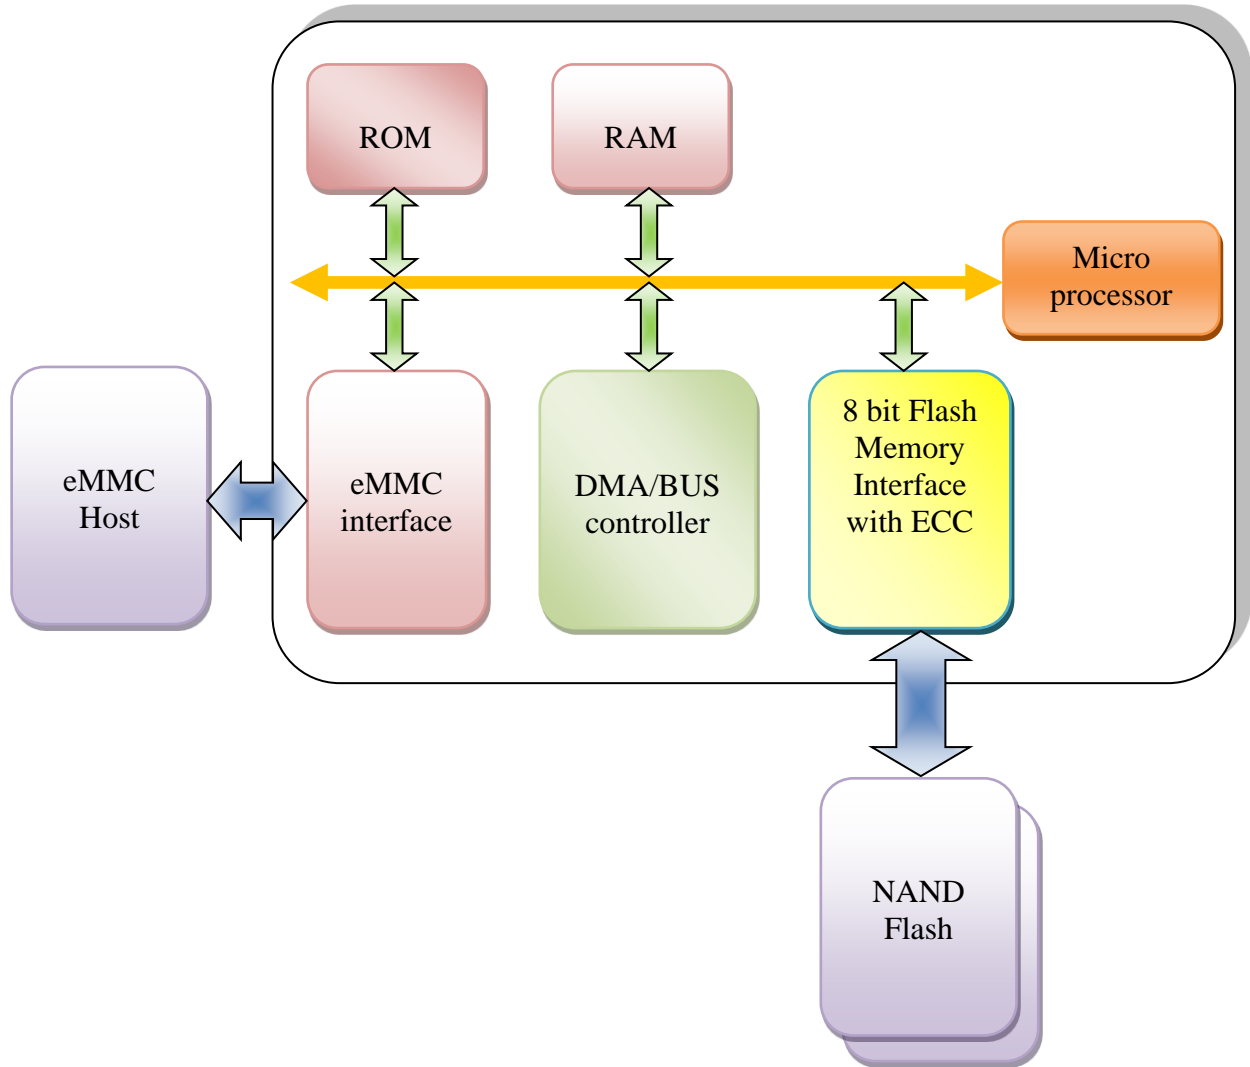 ROM
RAM
Micro
processor
eMMC
Host
eMMC
interface
DMA/BUS
controller
8 bit Flash
Memory
Interface
with ECC
NAND
Flash